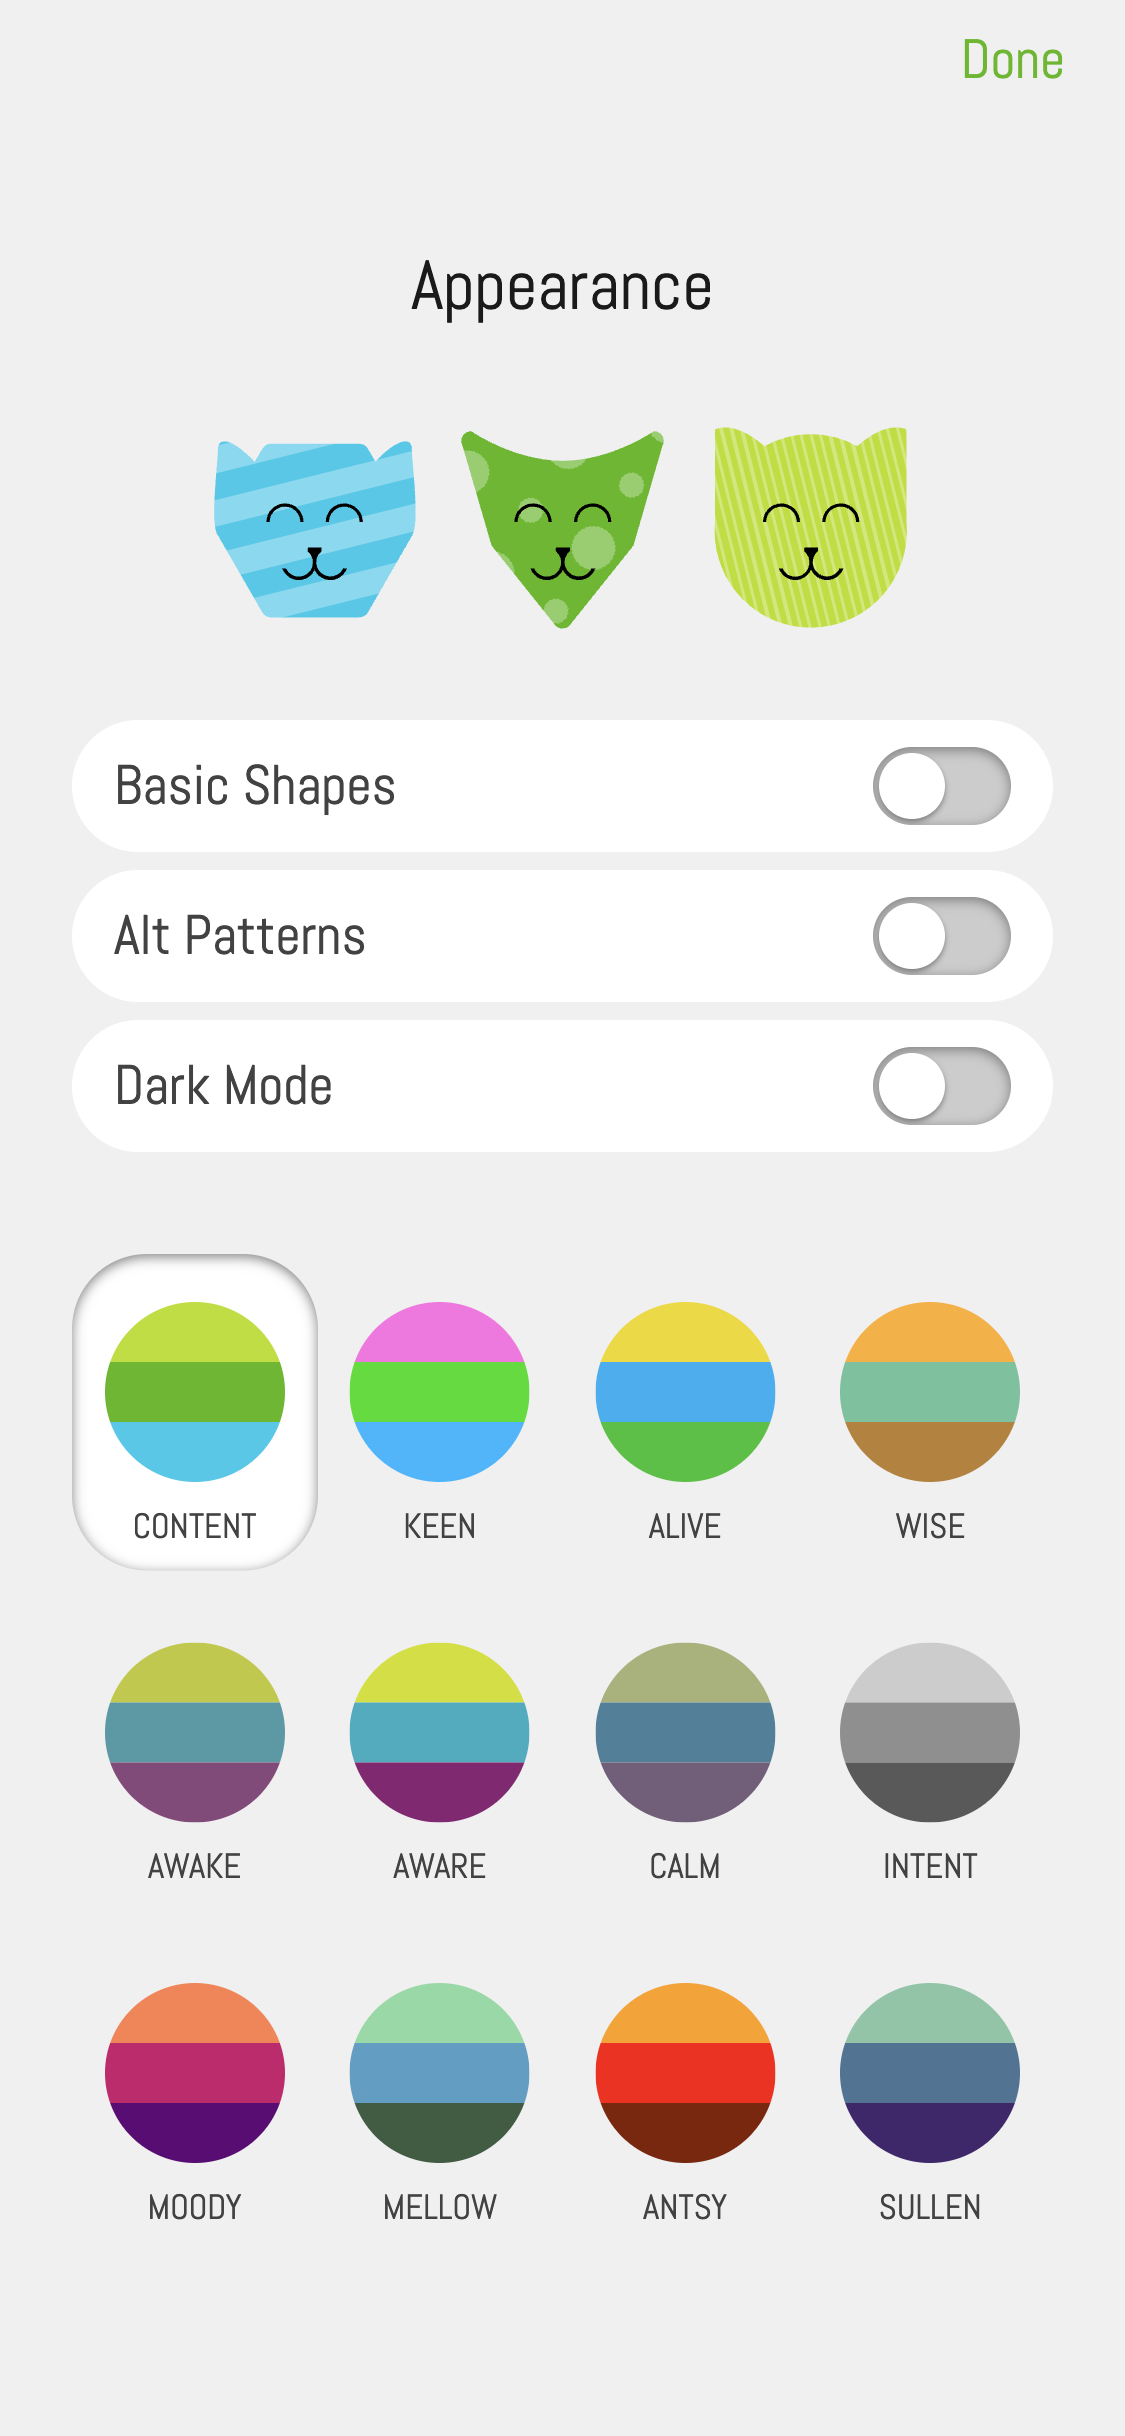 Done
Appearance
Basic Shapes
Alt Patterns
Dark Mode
CONTENT
KEEN
ALIVE
WISE
AWAKE
AWARE
CALM
INTENT
MOODY
MELLOW
ANTSY
SULLEN